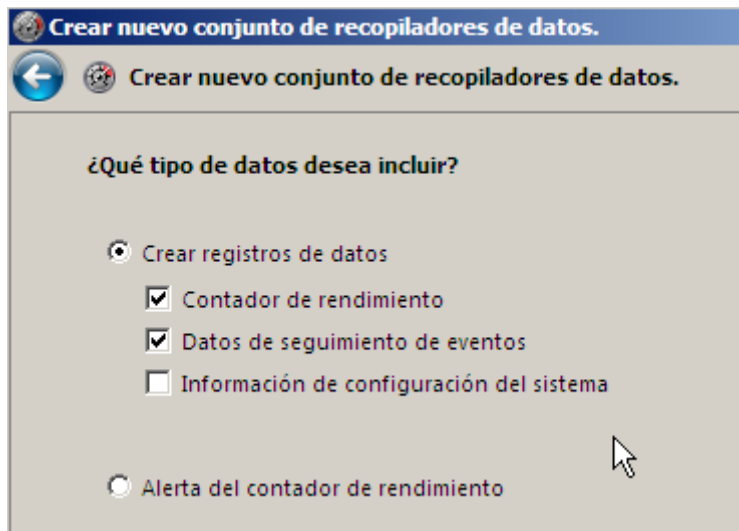 Crear nuevo conjunto de recopiladores de datos.
Crear nuevo conjunto de recopiladores de datos.
¿Qué tipo de datos desea incluir?
Crear registros de datos
Contador de rendimiento
Datos de seguimiento de eventos
Información de configuración del sistema
Alerta del contador de rendimiento